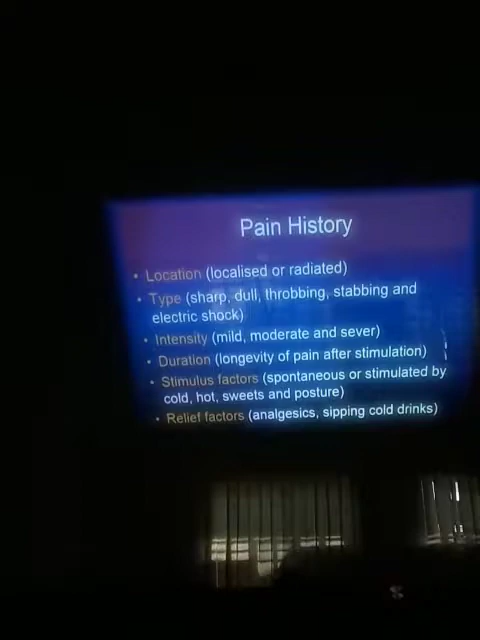 Pain History
• Location (localised or radiated)
• Type (sharp, dull, throbbing, stabbing and
electric shock)
• Intensity (mild, moderate and sever)
• Duration (longevity of pain after stimulation)
• Stimulus factors (spontaneous or stimulated by
cold, hot, sweets and posture)
• Relief factors (analgesics, sipping cold drinks)